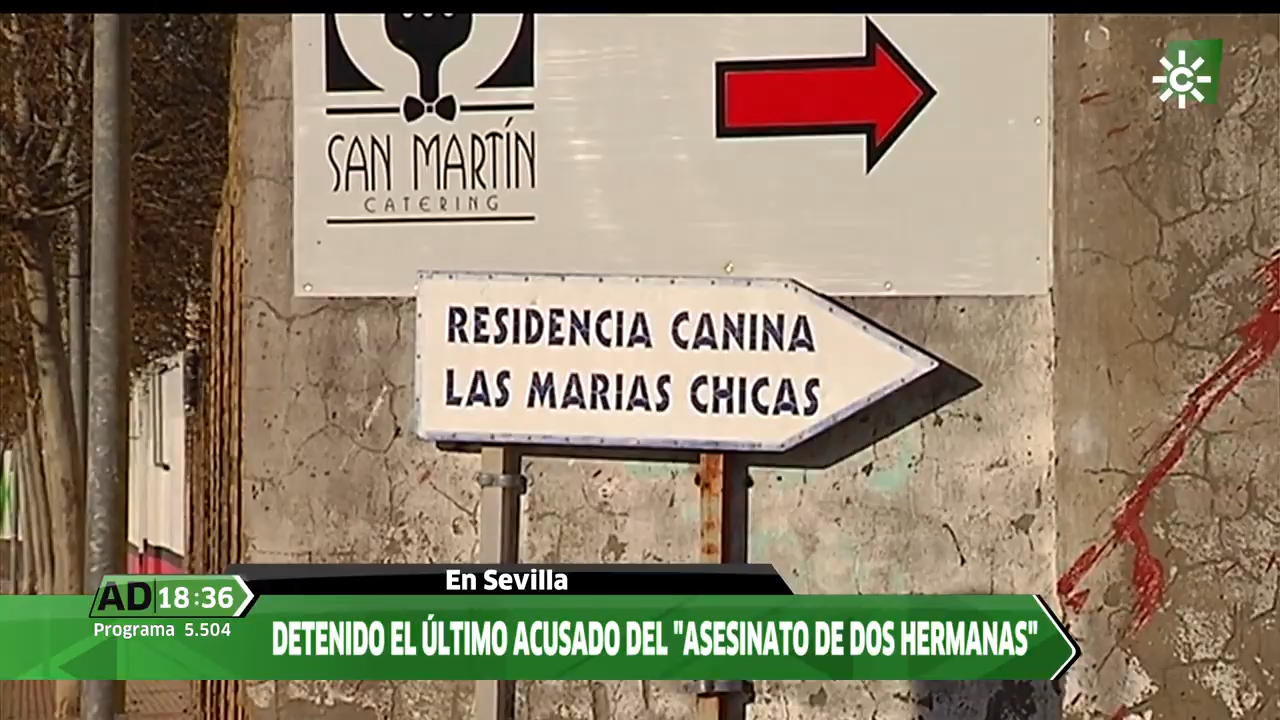 SAN MARTÍN
CATERING
RESIDENCIA CANINA
LAS MARIAS CHICAS
En Sevilla
AD 18:36
Programa 5.504
DETENIDO EL ÚLTIMO ACUSADO DEL "ASESINATO DE DOS HERMANAS"